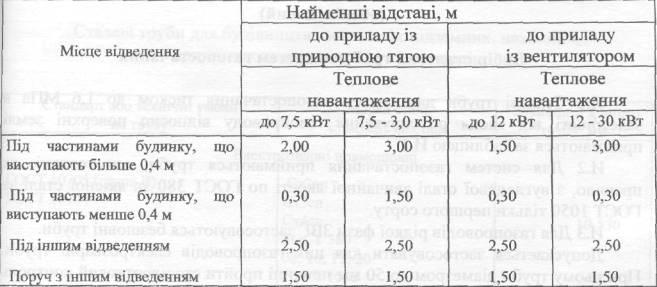 Найменші відстані, м
Місце відведення
до приладу із
природною тягою
до приладу
із вентилятором
Теплове
навантаження
Теплове
навантаження
до 7,5 кВт
7,5 - 3,0 кВт
до 12 кВт
12 - 30 кВт
Під частинами будинку, що
виступають більше 0,4 м
2,00
3,00
1,50
3,00
Під частинами будинку, що
виступають менше 0,4 м
0,30
1,50
0,30
0,30
Під іншим відведенням
2,50
2,50
2,50
2,50
Поруч з іншим відведенням
1,50
1,50
1,50
1,50